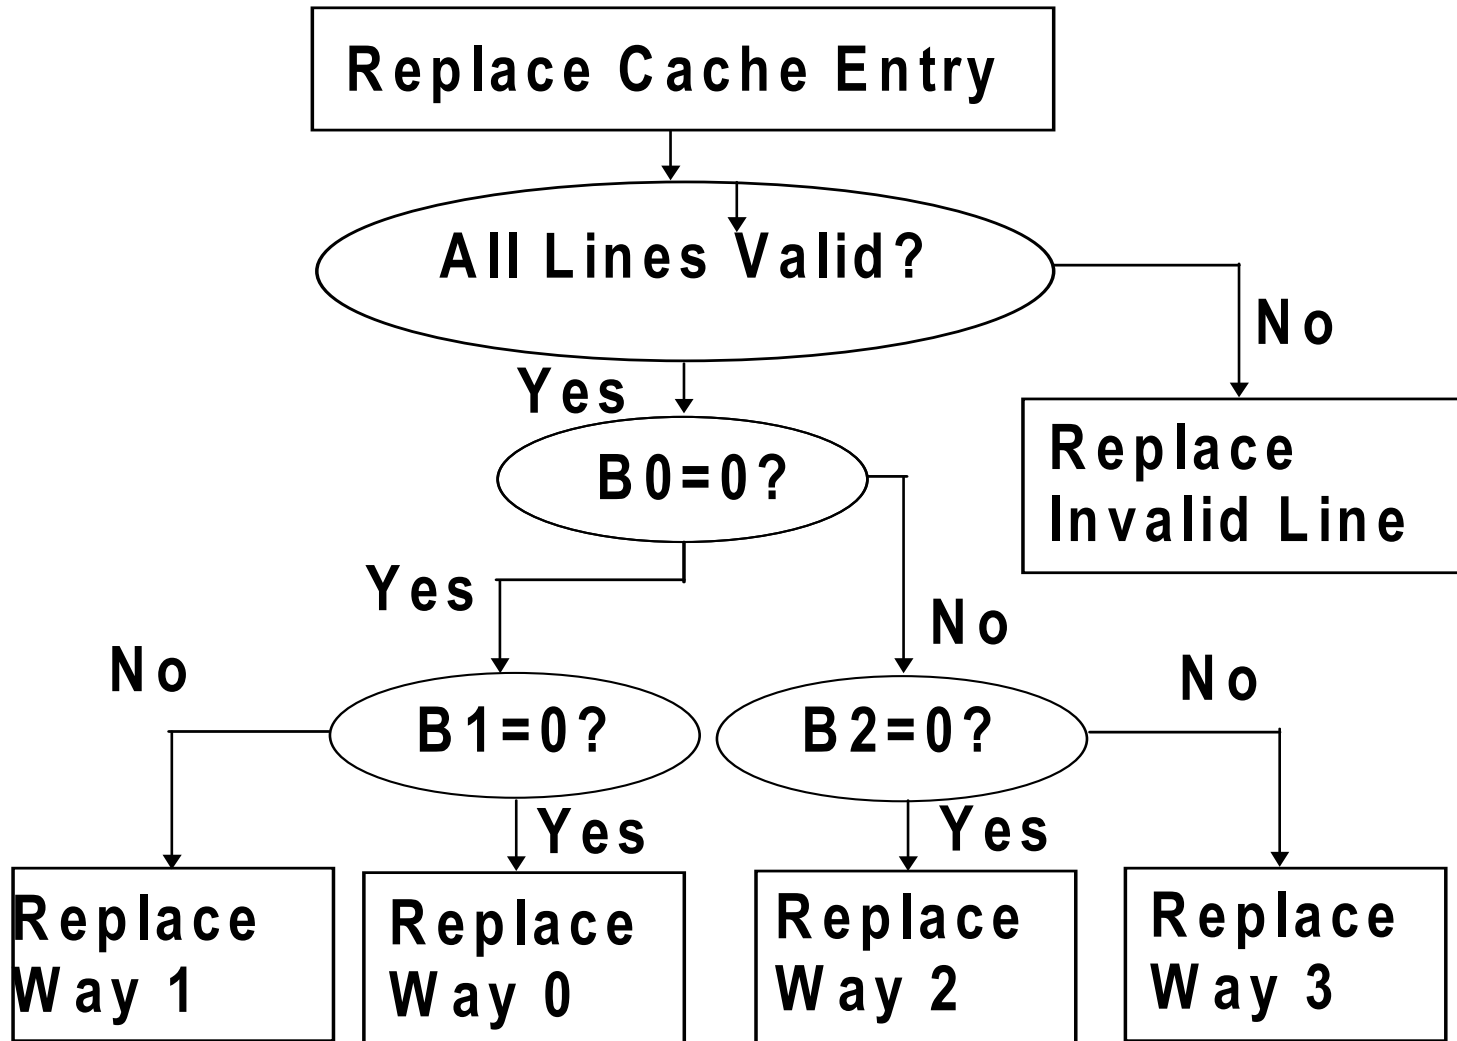 Replace Cache Entry
All Lines Valid?
No
Yes
Replace
Invalid Line
B0=0?
Yes
No
No
B1=0?
B2=0?
No
Yes
Yes
Replace
Way 1
Replace
Way 0
Replace
Way 2
Replace
Way 3